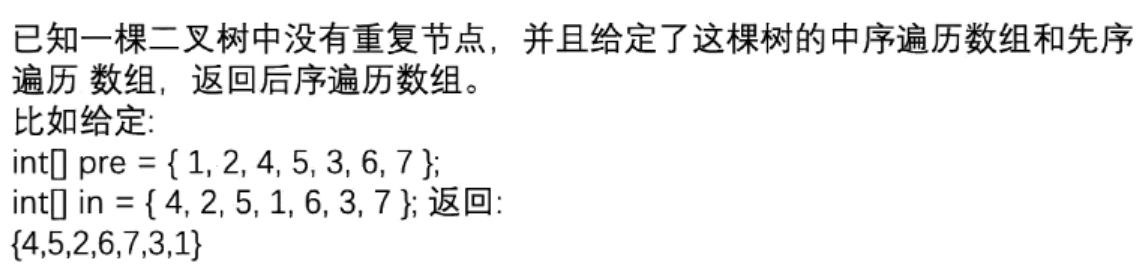 已知一棵二叉树中没有重复节点，并且给定了这棵树的中序遍历数组和先序
遍历 数组，返回后序遍历数组。
比如给定:
int[] pre = { 1, 2, 4, 5, 3, 6, 7 };
int[] in = { 4, 2, 5, 1, 6, 3, 7 }; 返回:
{4,5,2,6,7,3,1}